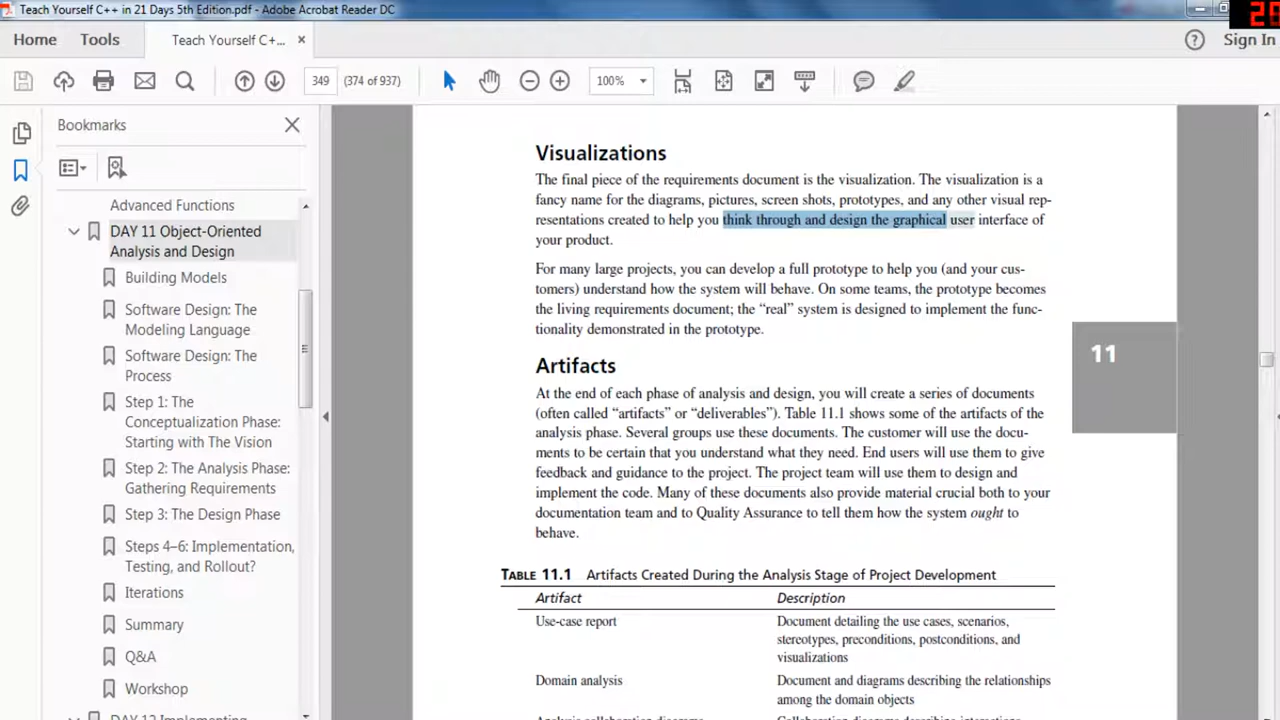 Teach Yourself C++ in 21 Days 5th Edition.pdf - Adobe Acrobat Reader DC
Home Tools Teach Yourself C+... ×
Sign In
349 (374 of 937) 100%
Bookmarks
Advanced Functions
DAY 11 Object-Oriented
Analysis and Design
Building Models
Software Design: The
Modeling Language
Software Design: The
Process
Step 1: The
Conceptualization Phase:
Starting with The Vision
Step 2: The Analysis Phase:
Gathering Requirements
Step 3: The Design Phase
Steps 4–6: Implementation,
Testing, and Rollout?
Iterations
Summary
Q&A
Workshop
DAY 12 Implementing
Visualizations
The final piece of the requirements document is the visualization. The visualization is a
fancy name for the diagrams, pictures, screen shots, prototypes, and any other visual rep-
resentations created to help you think through and design the graphical user interface of
your product.
For many large projects, you can develop a full prototype to help you (and your cus-
tomers) understand how the system will behave. On some teams, the prototype becomes
the living requirements document; the “real” system is designed to implement the func-
tionality demonstrated in the prototype.
Artifacts
At the end of each phase of analysis and design, you will create a series of documents
(often called “artifacts” or “deliverables”). Table 11.1 shows some of the artifacts of the
analysis phase. Several groups use these documents. The customer will use the docu-
ments to be certain that you understand what they need. End users will use them to give
feedback and guidance to the project. The project team will use them to design and
implement the code. Many of these documents also provide material crucial both to your
documentation team and to Quality Assurance to tell them how the system ought to
behave.
11
TABLE 11.1 Artifacts Created During the Analysis Stage of Project Development
Artifact Description
Use-case report Document detailing the use cases, scenarios,
stereotypes, preconditions, postconditions, and
visualizations
Domain analysis Document and diagrams describing the relationships
among the domain objects
Analysis collaboration diagrams Collaboration diagrams describing interactions